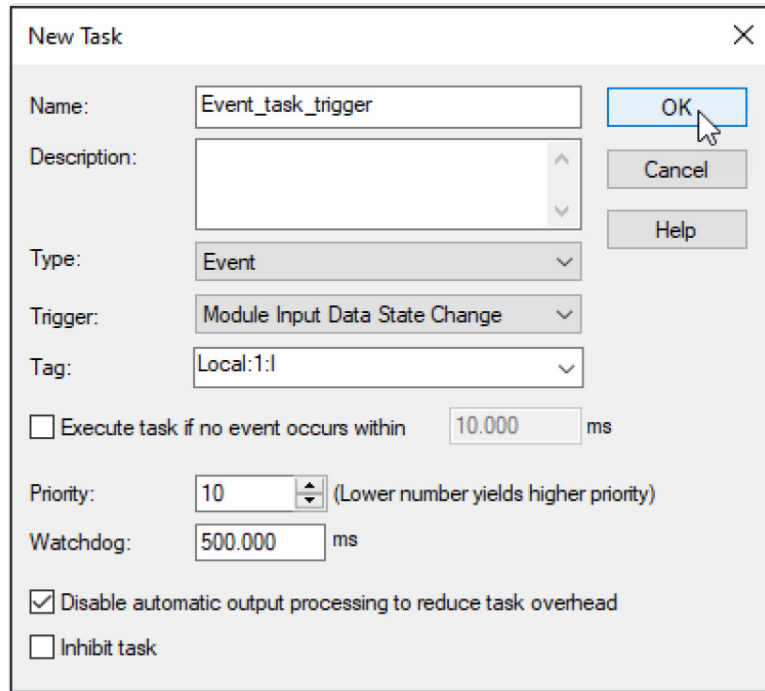 New Task
Name: Event_task_trigger OK
Description: Cancel
Help
Type: Event
Trigger: Module Input Data State Change
Tag: Local:1:I
Execute task if no event occurs within 10.000 ms
Priority: 10 (Lower number yields higher priority)
Watchdog: 500.000 ms
Disable automatic output processing to reduce task overhead
Inhibit task